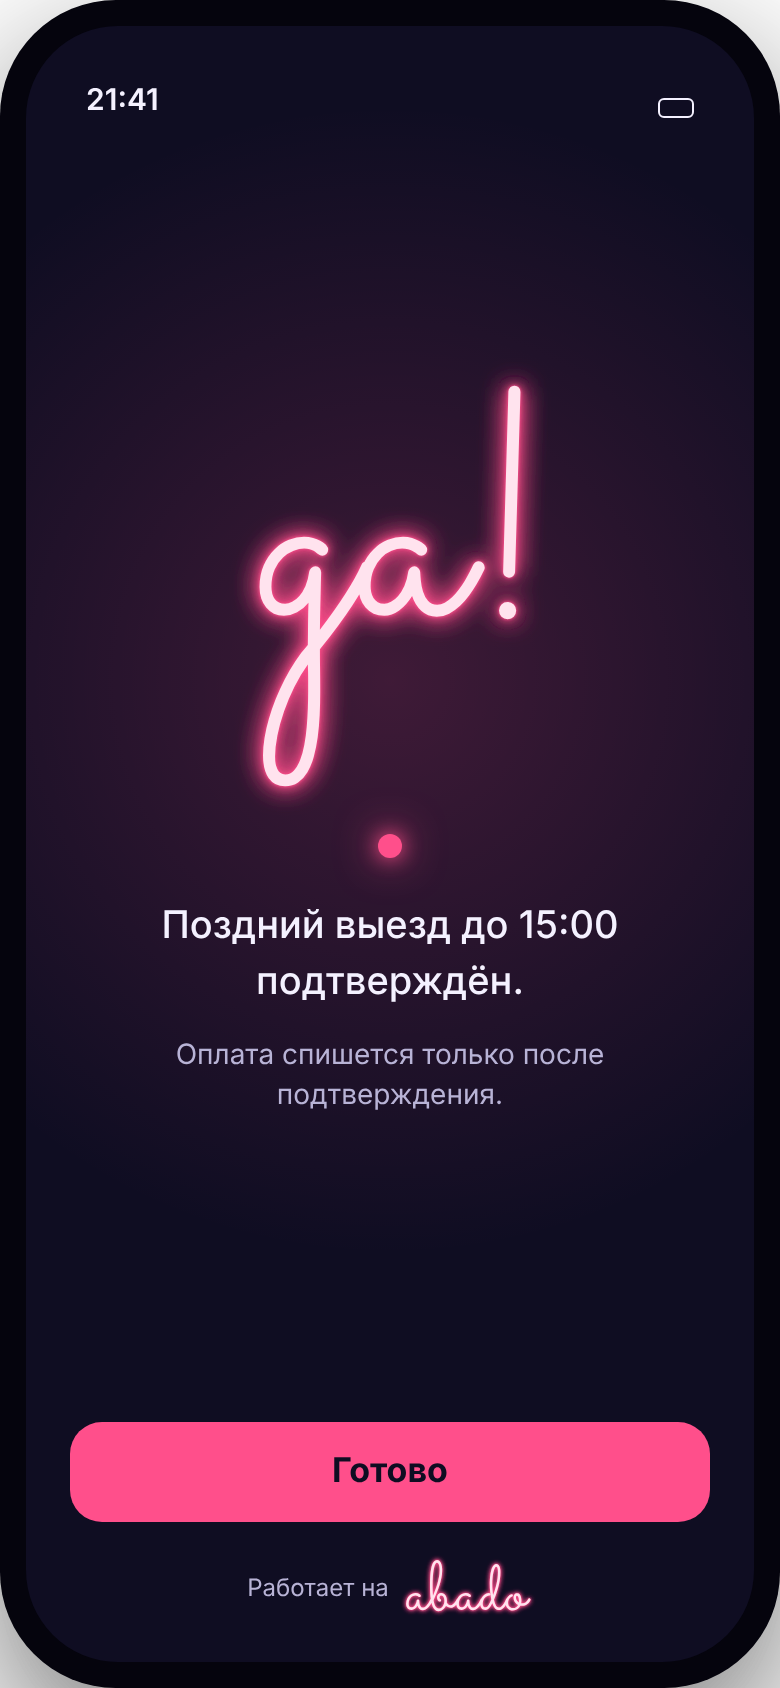 21:41
да!
Поздний выезд до 15:00
подтверждён.
Оплата спишется только после
подтверждения.
Готово
Работает на abado